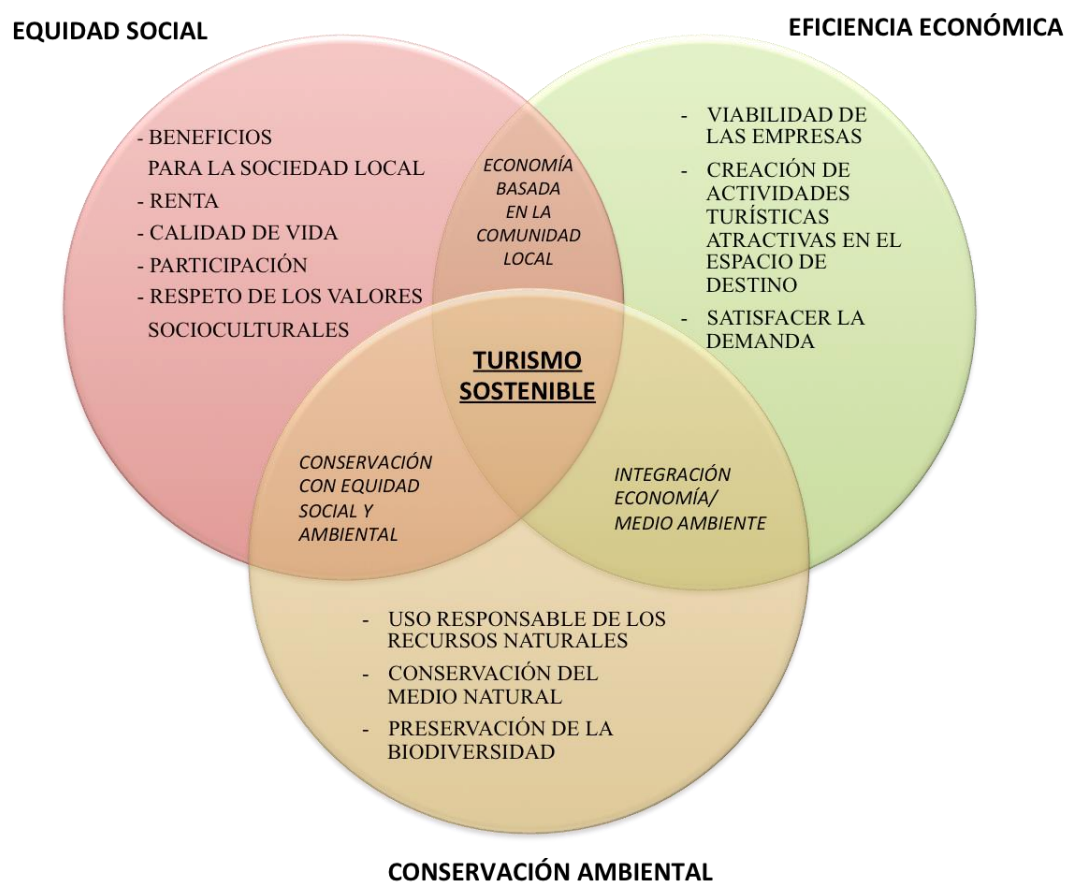 EQUIDAD SOCIAL
EFICIENCIA ECONÓMICA
- BENEFICIOS
PARA LA SOCIEDAD LOCAL
- RENTA
- CALIDAD DE VIDA
- PARTICIPACIÓN
- RESPETO DE LOS VALORES
SOCIOCULTURALES
ECONOMÍA
BASADA
EN LA
COMUNIDAD
LOCAL
- VIABILIDAD DE
LAS EMPRESAS
- CREACIÓN DE
ACTIVIDADES
TURÍSTICAS
ATRACTIVAS EN EL
ESPACIO DE
DESTINO
- SATISFACER LA
DEMANDA
TURISMO
SOSTENIBLE
CONSERVACIÓN
CON EQUIDAD
SOCIAL Y
AMBIENTAL
INTEGRACIÓN
ECONOMÍA/
MEDIO AMBIENTE
- USO RESPONSABLE DE LOS
RECURSOS NATURALES
- CONSERVACIÓN DEL
MEDIO NATURAL
- PRESERVACIÓN DE LA
BIODIVERSIDAD
CONSERVACIÓN AMBIENTAL